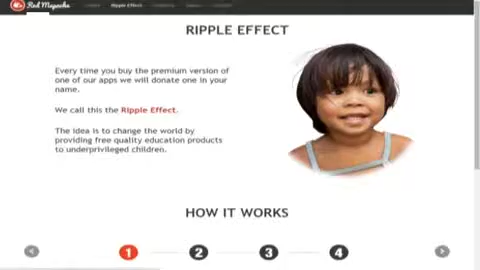 Red Mapache
Ripple Effect
RIPPLE EFFECT
Every time you buy the premium version of
one of our apps we will donate one in your
name.
We call this the Ripple Effect.
The idea is to change the world by
providing free quality education products
to underprivileged children.
HOW IT WORKS
1 2 3 4